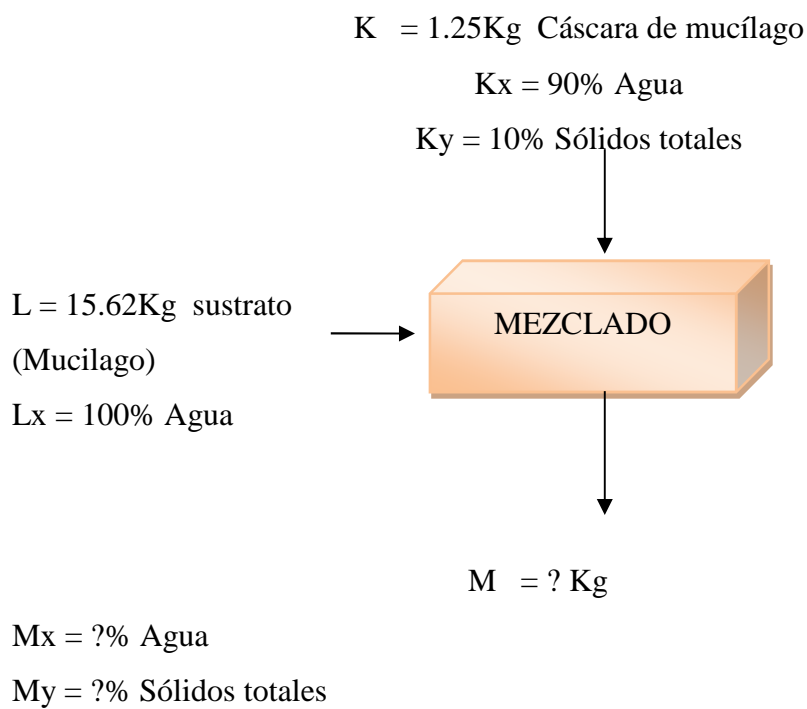 K = 1.25Kg Cáscara de mucílago
Kx = 90% Agua
Ky = 10% Sólidos totales
L = 15.62Kg sustrato
(Mucilago)
Lx = 100% Agua
MEZCLADO
M = ? Kg
Mx = ?% Agua
My = ?% Sólidos totales